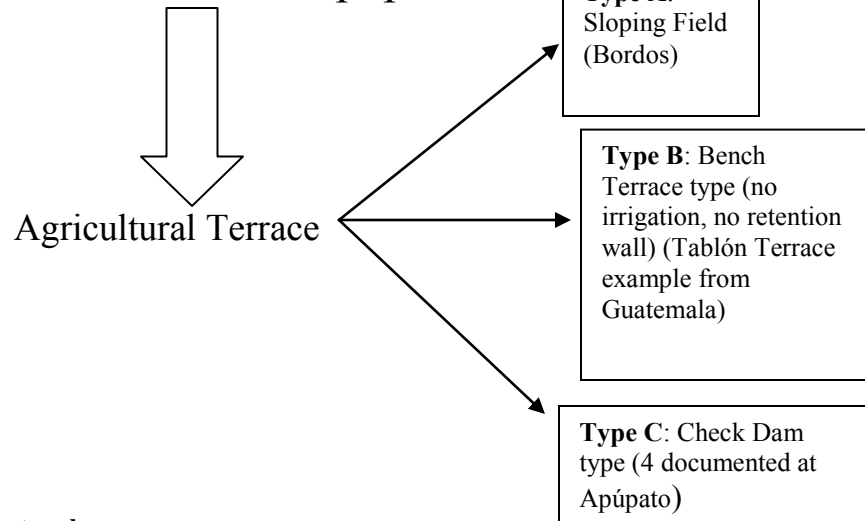 Sloping Field
(Bordos)
Agricultural Terrace
Type B: Bench
Terrace type (no
irrigation, no retention
wall) (Tablón Terrace
example from
Guatemala)
Type C: Check Dam
type (4 documented at
Apúpato)